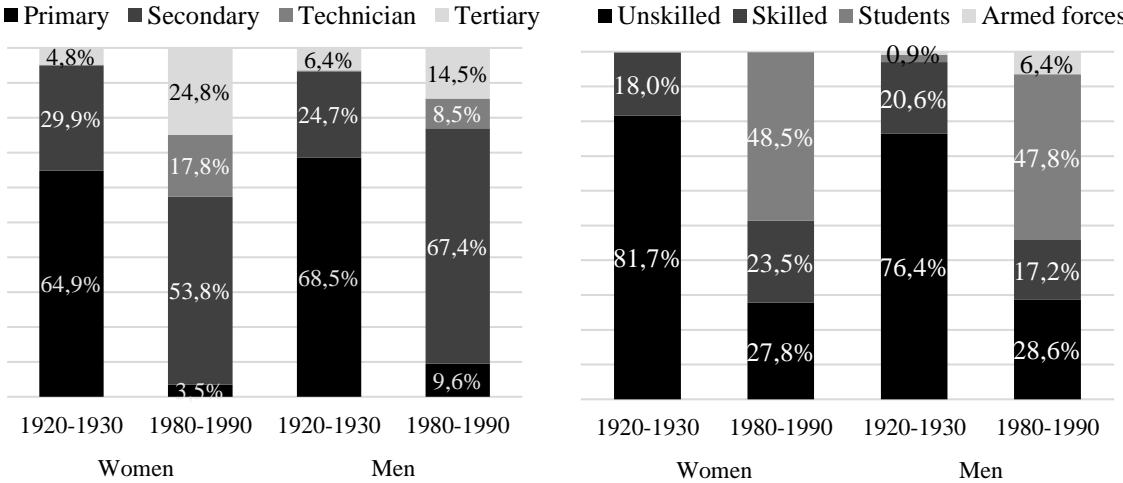 Primary Secondary Technician Tertiary
4,8% 24,8% 6,4% 14,5%
29,9% 17,8% 24,7% 8,5%
64,9% 53,8% 68,5% 67,4%
3,5% 9,6%
1920-1930 1980-1990 1920-1930 1980-1990
Women Men
Unskilled Skilled Students Armed forces
18,0% 48,5% 0,9% 6,4%
20,6% 47,8%
81,7% 23,5% 76,4% 17,2%
27,8% 28,6%
1920-1930 1980-1990 1920-1930 1980-1990
Women Men